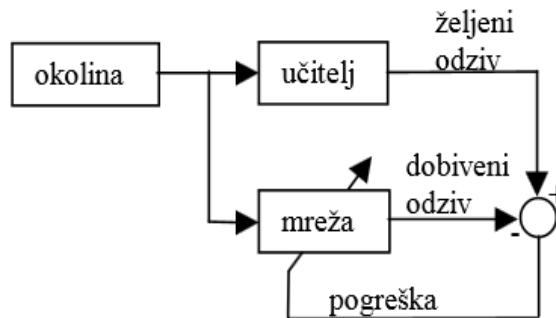 željeni
odziv
okolina
učitelj
dobiveni
odziv
+
mreža
-
pogreška